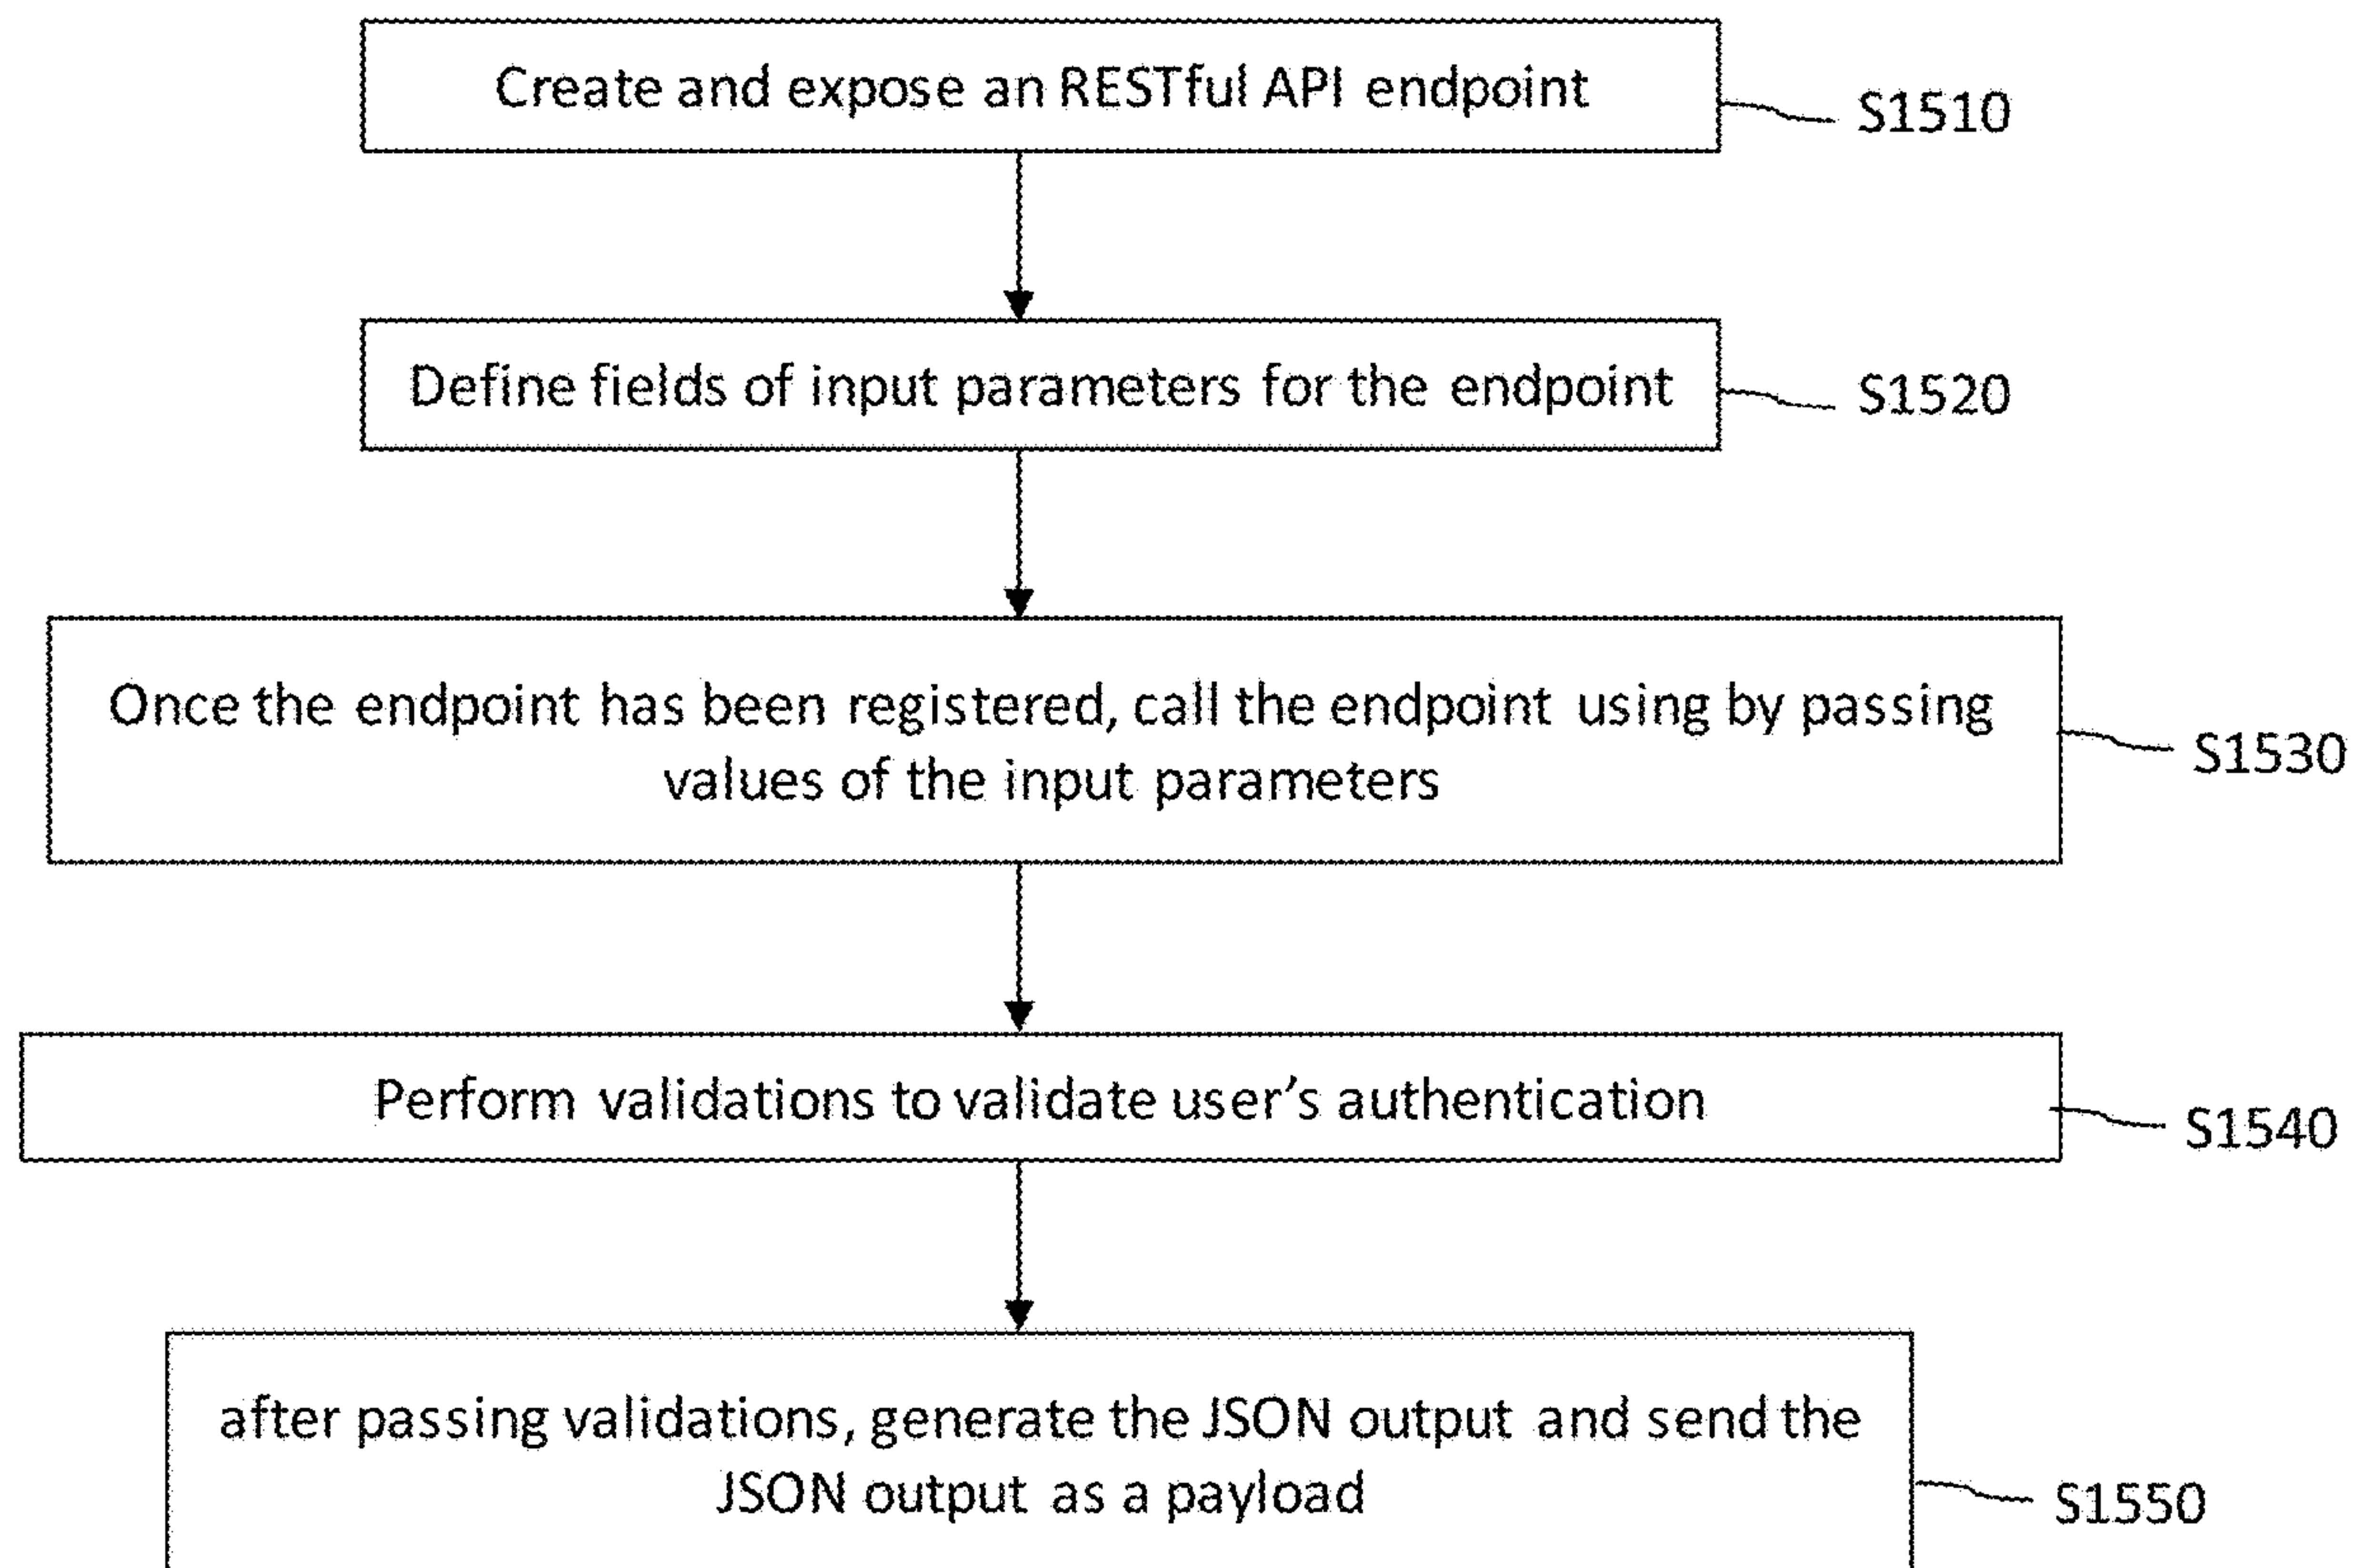 Create and expose an RESTful API endpoint
S1510
Define fields of input parameters for the endpoint
S1520
Once the endpoint has been registered, call the endpoint using by passing
values of the input parameters
S1530
Perform validations to validate user’s authentication
S1540
after passing validations, generate the JSON output and send the
JSON output as a payload
S1550